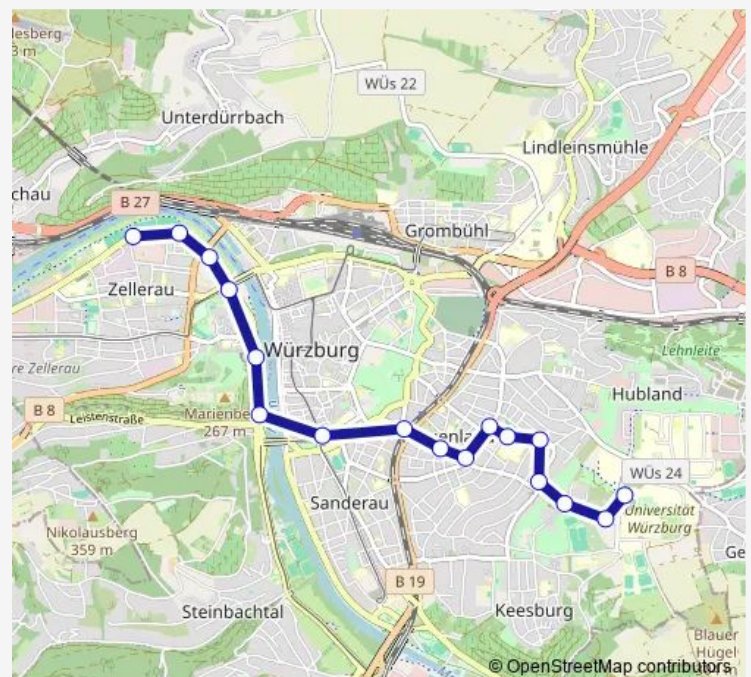 lesberg
3 m
WÜs 22
Unterdürrbach
Lindleinsmühle
chau
B 27
Grombühl
B 8
Zellerau
Würzburg
Lehnleite
re Zellerau
Hubland
B 8
Leistenstraße
Marienbe
267 m
enla
WÜs 24
Sanderau
Universität
Würzburg
Nikolausberg
359 m
Ge
B 19
Steinbachtal
Keesburg
Blauer
Hügel
© OpenStreetMap contributors